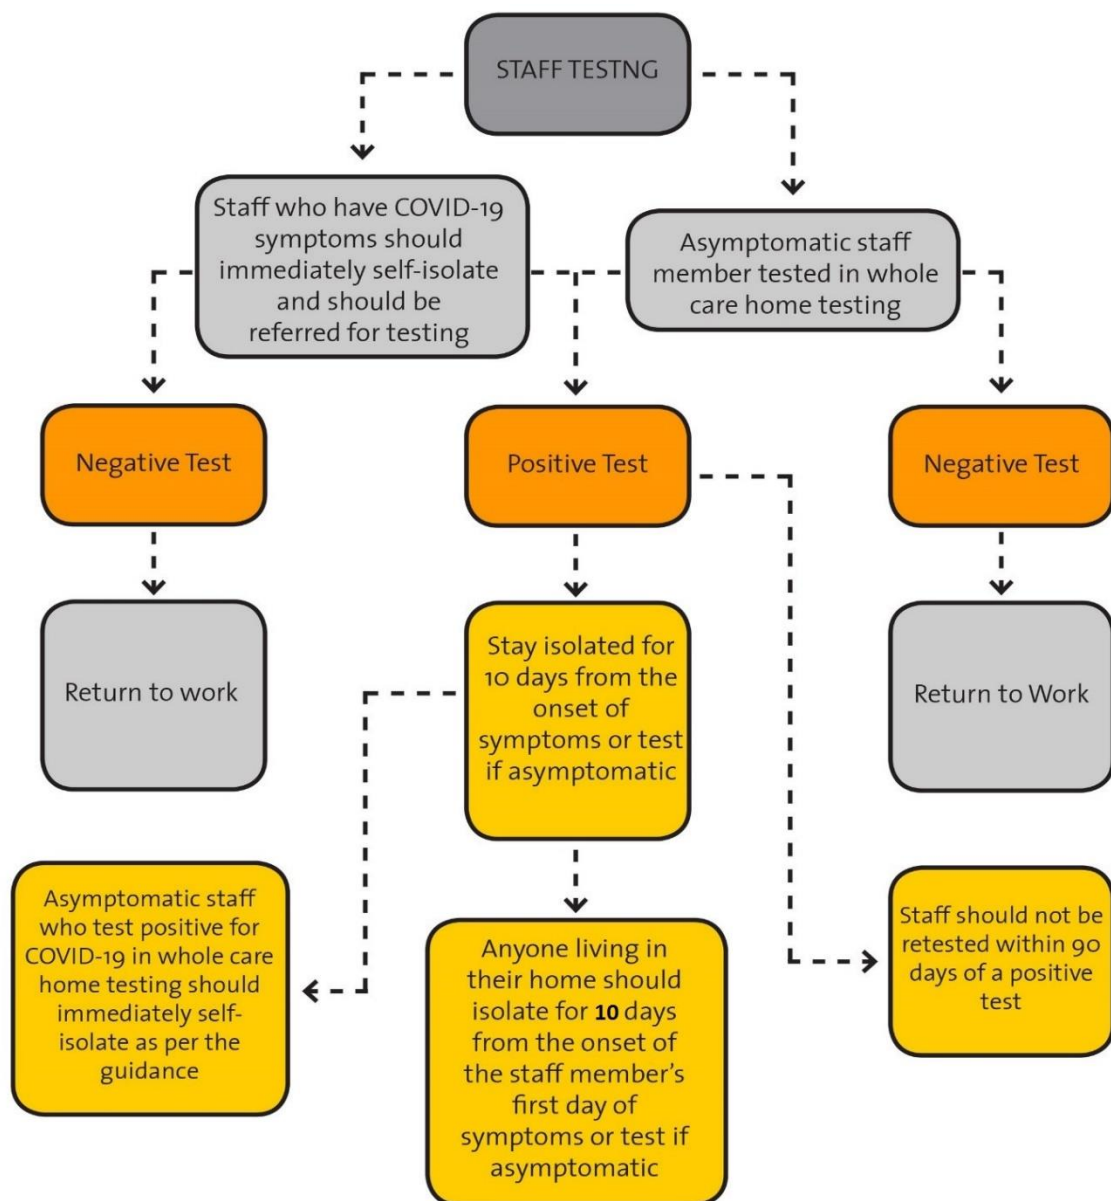 STAFF TESTNG
Staff who have COVID-19
symptoms should
immediately self-isolate
and should be
referred for testing
Asymptomatic staff
member tested in whole
care home testing
Negative Test
Positive Test
Negative Test
Return to work
Stay isolated for
10 days from the
onset of
symptoms or test
if asymptomatic
Return to Work
Asymptomatic staff
who test positive for
COVID-19 in whole care
home testing should
immediately self-
isolate as per the
guidance
Anyone living in
their home should
isolate for 10 days
from the onset of
the staff member's
first day of
symptoms or test if
asymptomatic
Staff should not be
retested within 90
days of a positive
test